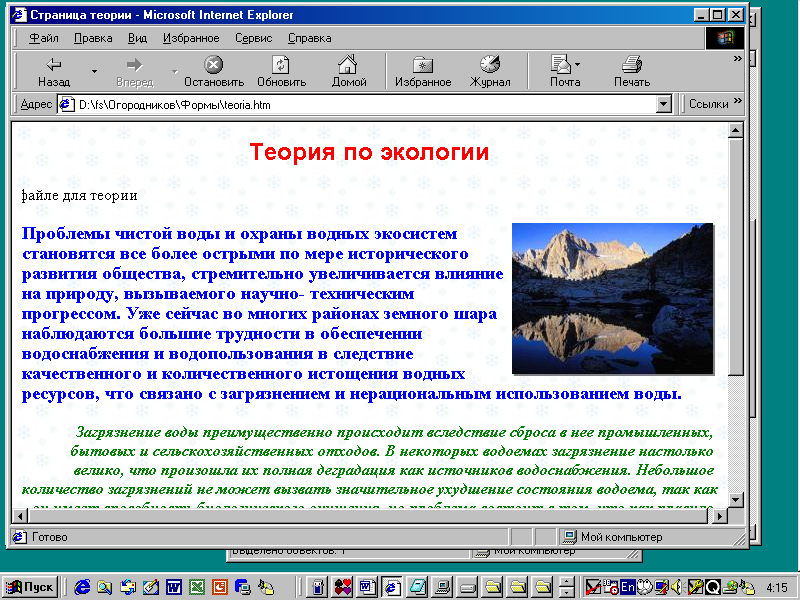 Страница теории - Microsoft Internet Explorer
Файл Правка Вид Избранное Сервис Справка
Назад Вперед Остановить Обновить Домой Избранное Журнал Почта Печать
Адрес D:\fs\Огородников\Формы\teoria.htm Ссылки
Теория по экологии
файле для теории
Проблемы чистой воды и охраны водных экосистем
становятся все более острыми по мере исторического
развития общества, стремительно увеличивается влияние
на природу, вызываемого научно- техническим
прогрессом. Уже сейчас во многих районах земного шара
наблюдаются большие трудности в обеспечении
водоснабжения и водопользования в следствие
качественного и количественного истощения водных
ресурсов, что связано с загрязнением и нерациональным использованием воды.
Загрязнение воды преимущественно происходит вследствие сброса в нее промышленных,
бытовых и сельскохозяйственных отходов. В некоторых водоемах загрязнение настолько
велико, что произошла их полная деградация как источников водоснабжения. Небольшое
количество загрязнений не может вызвать значительное ухудшение состояния водоема, так как
Готово Мой компьютер
Выделено объектов: 1 Мой компьютер
Пуск En 4:15